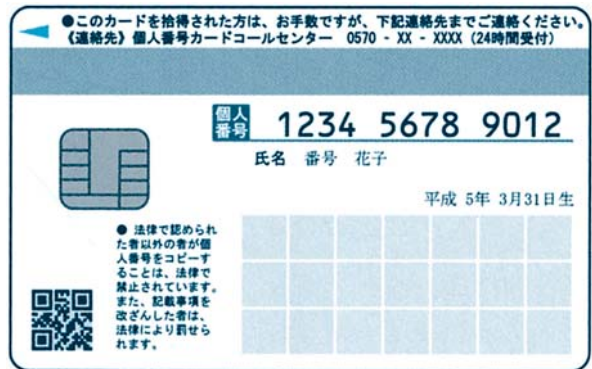 ●このカードを拾得された方は、お手数ですが、下記連絡先までご連絡ください。
《連絡先》個人番号カードコールセンター 0570 - XX - XXXX (24時間受付)
個人番号 1234 5678 9012
氏名 番号 花子
平成 5年 3月31日生
● 法律で認められ
た者以外の者が個
人番号をコピーす
ることは、法律で
禁止されています。
また、記載事項を
改ざんした者は、
法律により罰せら
れます。